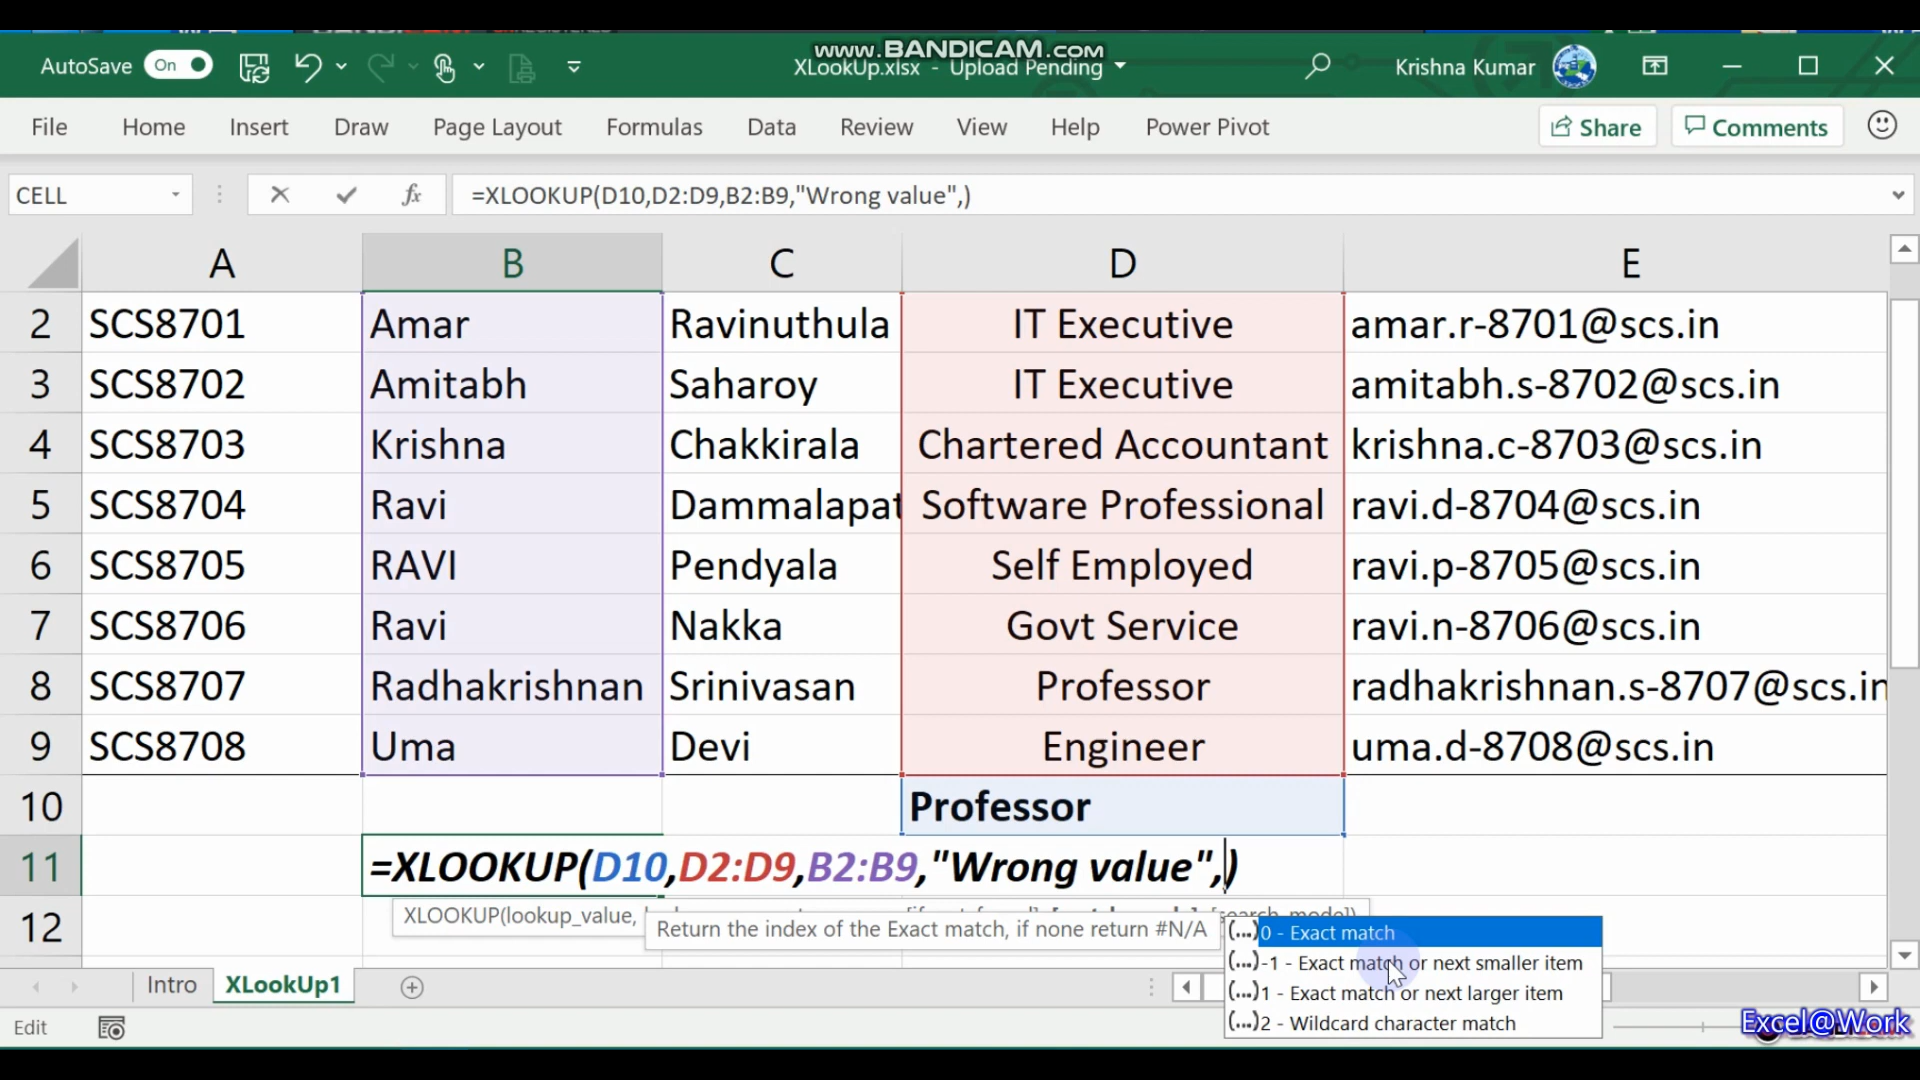 www.BANDICAM.com
AutoSave On XLookUp.xlsx - Upload Pending Krishna Kumar
File Home Insert Draw Page Layout Formulas Data Review View Help Power Pivot Share Comments
CELL fx =XLOOKUP(D10,D2:D9,B2:B9,"Wrong value",)
A B C D E
2 SCS8701 Amar Ravinuthula IT Executive amar.r-8701@scs.in
3 SCS8702 Amitabh Saharoy IT Executive amitabh.s-8702@scs.in
4 SCS8703 Krishna Chakkirala Chartered Accountant krishna.c-8703@scs.in
5 SCS8704 Ravi Dammalapat Software Professional ravi.d-8704@scs.in
6 SCS8705 RAVI Pendyala Self Employed ravi.p-8705@scs.in
7 SCS8706 Ravi Nakka Govt Service ravi.n-8706@scs.in
8 SCS8707 Radhakrishnan Srinivasan Professor radhakrishnan.s-8707@scs.in
9 SCS8708 Uma Devi Engineer uma.d-8708@scs.in
10 Professor
11 =XLOOKUP(D10,D2:D9,B2:B9,"Wrong value",)
12 XLOOKUP(lookup_value,
Return the index of the Exact match, if none return #N/A
(...)0 - Exact match
(...)-1 - Exact match or next smaller item
(...)1 - Exact match or next larger item
(...)2 - Wildcard character match
Intro XLookUp1
Edit
Excel@Work